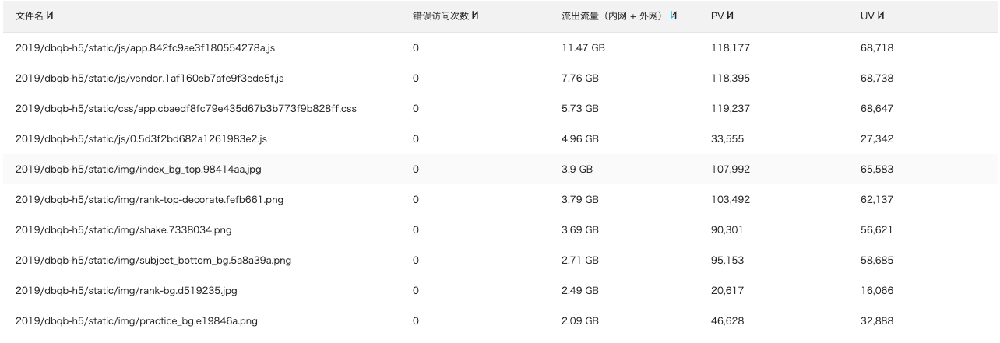 文件名 错误访问次数 流出流量（内网 + 外网） PV UV
2019/dbqb-h5/static/js/app.842fc9ae3f180554278a.js 0 11.47 GB 118,177 68,718
2019/dbqb-h5/static/js/vendor.1af160eb7afe9f3ede5f.js 0 7.76 GB 118,395 68,738
2019/dbqb-h5/static/css/app.cbaedf8fc79e435d67b3b773f9b828ff.css 0 5.73 GB 119,237 68,647
2019/dbqb-h5/static/js/0.5d3f2bd682a1261983e2.js 0 4.96 GB 33,555 27,342
2019/dbqb-h5/static/img/index_bg_top.98414aa.jpg 0 3.9 GB 107,992 65,583
2019/dbqb-h5/static/img/rank-top-decorate.fefb661.png 0 3.79 GB 103,492 62,137
2019/dbqb-h5/static/img/shake.7338034.png 0 3.69 GB 90,301 56,621
2019/dbqb-h5/static/img/subject_bottom_bg.5a8a39a.png 0 2.71 GB 95,153 58,685
2019/dbqb-h5/static/img/rank-bg.d519235.jpg 0 2.49 GB 20,617 16,066
2019/dbqb-h5/static/img/practice_bg.e19846a.png 0 2.09 GB 46,628 32,888